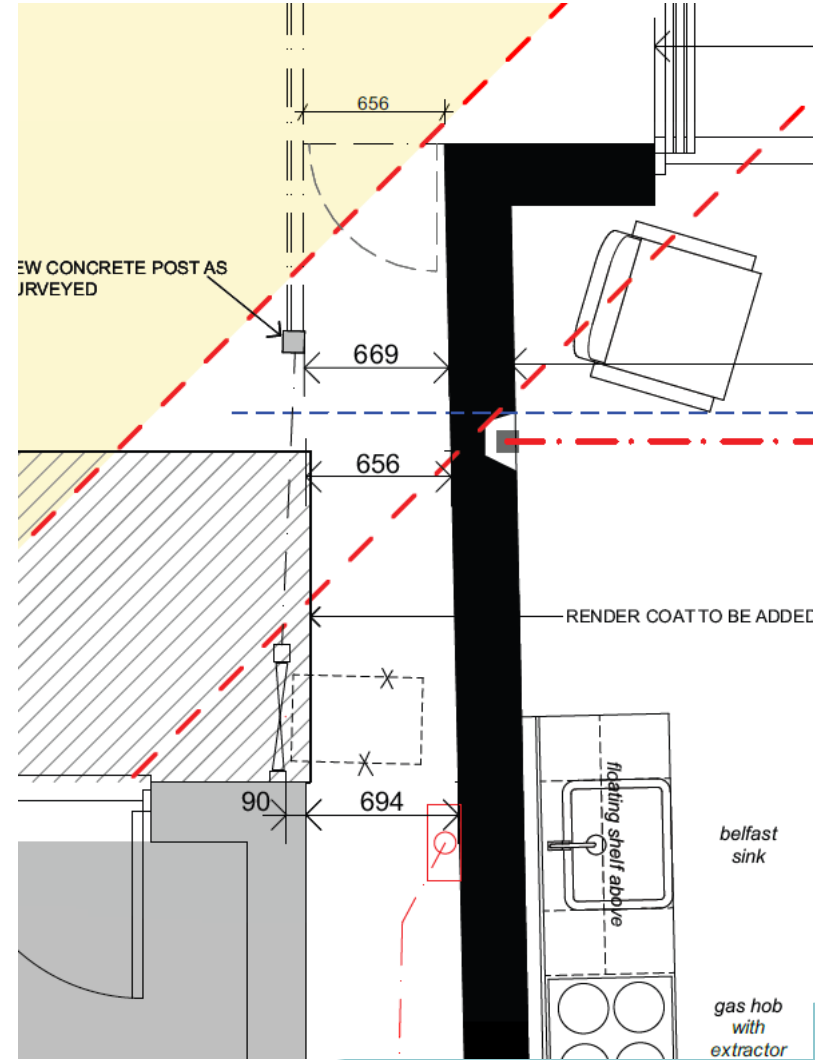 656
EW CONCRETE POST AS
URVEYED
669
656
RENDER COAT TO BE ADDED
floating shelf above
90
694
belfast
sink
gas hob
with
extractor